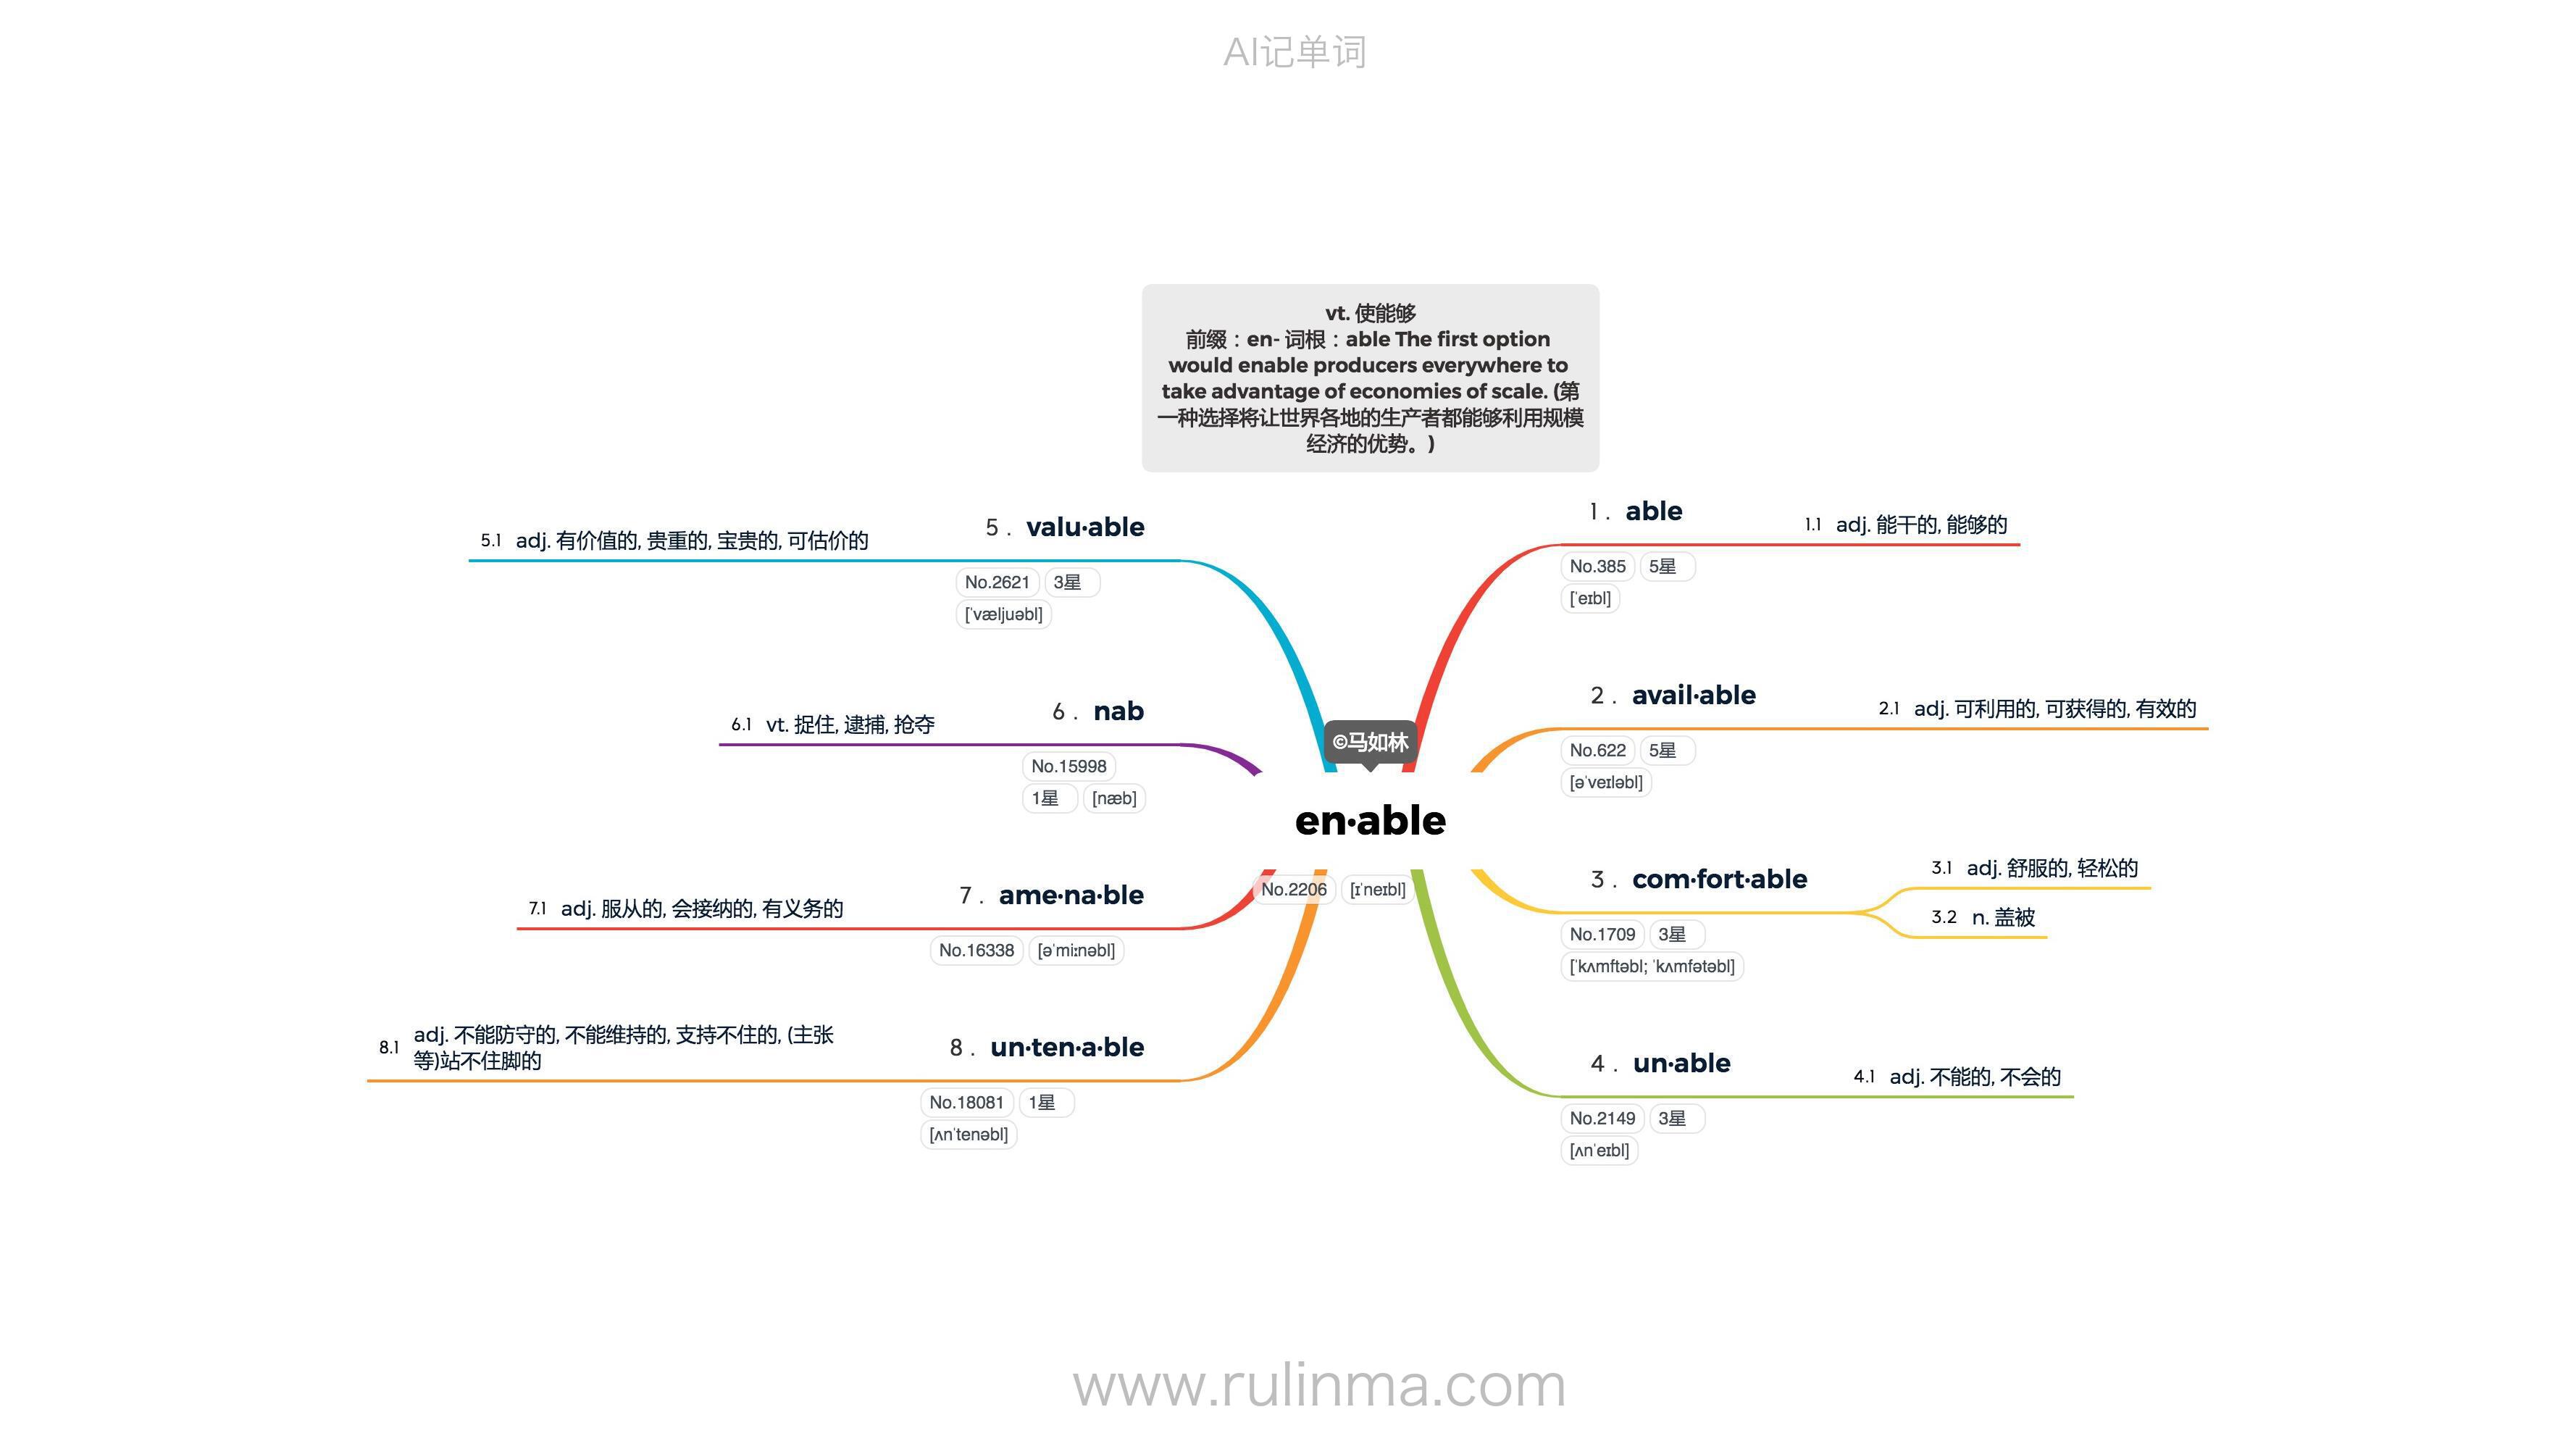 AI记单词
vt. 使能够
前缀：en- 词根：able The first option
would enable producers everywhere to
take advantage of economies of scale. (第
一种选择将让世界各地的生产者都能够利用规模
经济的优势。)
©马如林
en·able
No.2206 [ɪˈneɪbl]
1. able
1.1 adj. 能干的, 能够的
No.385 5星
[ˈeɪbl]
2. avail·able
2.1 adj. 可利用的, 可获得的, 有效的
No.622 5星
[əˈveɪləbl]
3. com·fort·able
3.1 adj. 舒服的, 轻松的
3.2 n. 盖被
No.1709 3星
[ˈkʌmftəbl; ˈkʌmfətəbl]
4. un·able
4.1 adj. 不能的, 不会的
No.2149 3星
[ʌnˈeɪbl]
5. valu·able
5.1 adj. 有价值的, 贵重的, 宝贵的, 可估价的
No.2621 3星
[ˈvæljuəbl]
6. nab
6.1 vt. 捉住, 逮捕, 抢夺
No.15998
1星 [næb]
7. ame·na·ble
7.1 adj. 服从的, 会接纳的, 有义务的
No.16338 [əˈmiːnəbl]
8. un·ten·a·ble
8.1 adj. 不能防守的, 不能维持的, 支持不住的, (主张
等)站不住脚的
No.18081 1星
[ʌnˈtenəbl]
www.rulinma.com